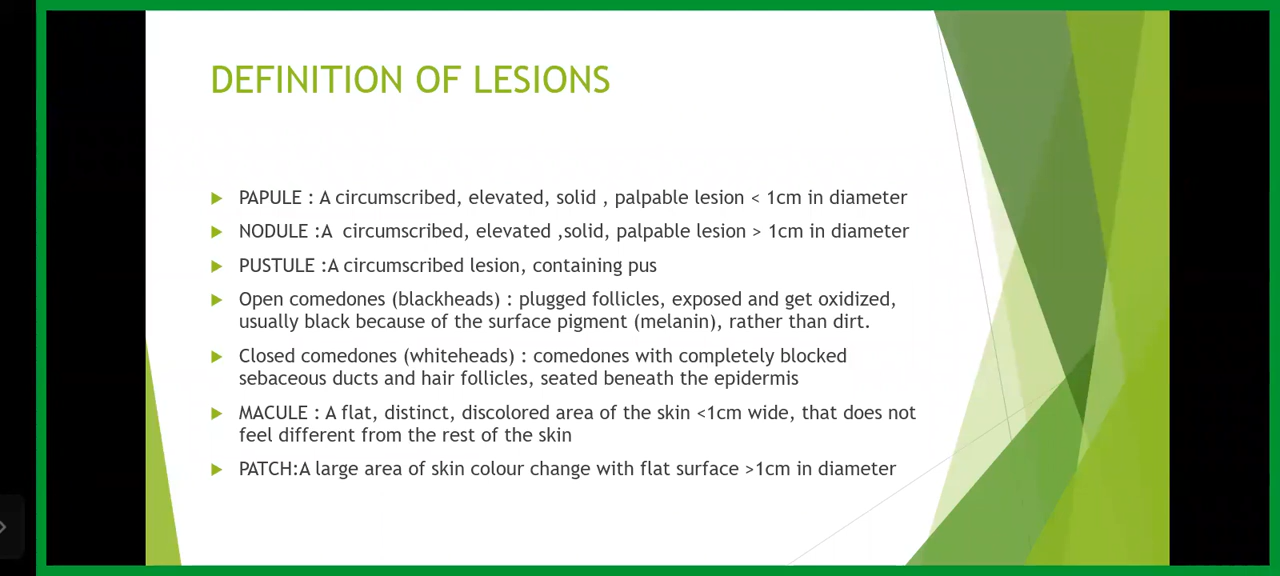 DEFINITION OF LESIONS
PAPULE : A circumscribed, elevated, solid , palpable lesion < 1cm in diameter
NODULE :A  circumscribed, elevated ,solid, palpable lesion > 1cm in diameter
PUSTULE :A circumscribed lesion, containing pus
Open comedones (blackheads) : plugged follicles, exposed and get oxidized,
usually black because of the surface pigment (melanin), rather than dirt.
Closed comedones (whiteheads) : comedones with completely blocked
sebaceous ducts and hair follicles, seated beneath the epidermis
MACULE : A flat, distinct, discolored area of the skin <1cm wide, that does not
feel different from the rest of the skin
PATCH:A large area of skin colour change with flat surface >1cm in diameter